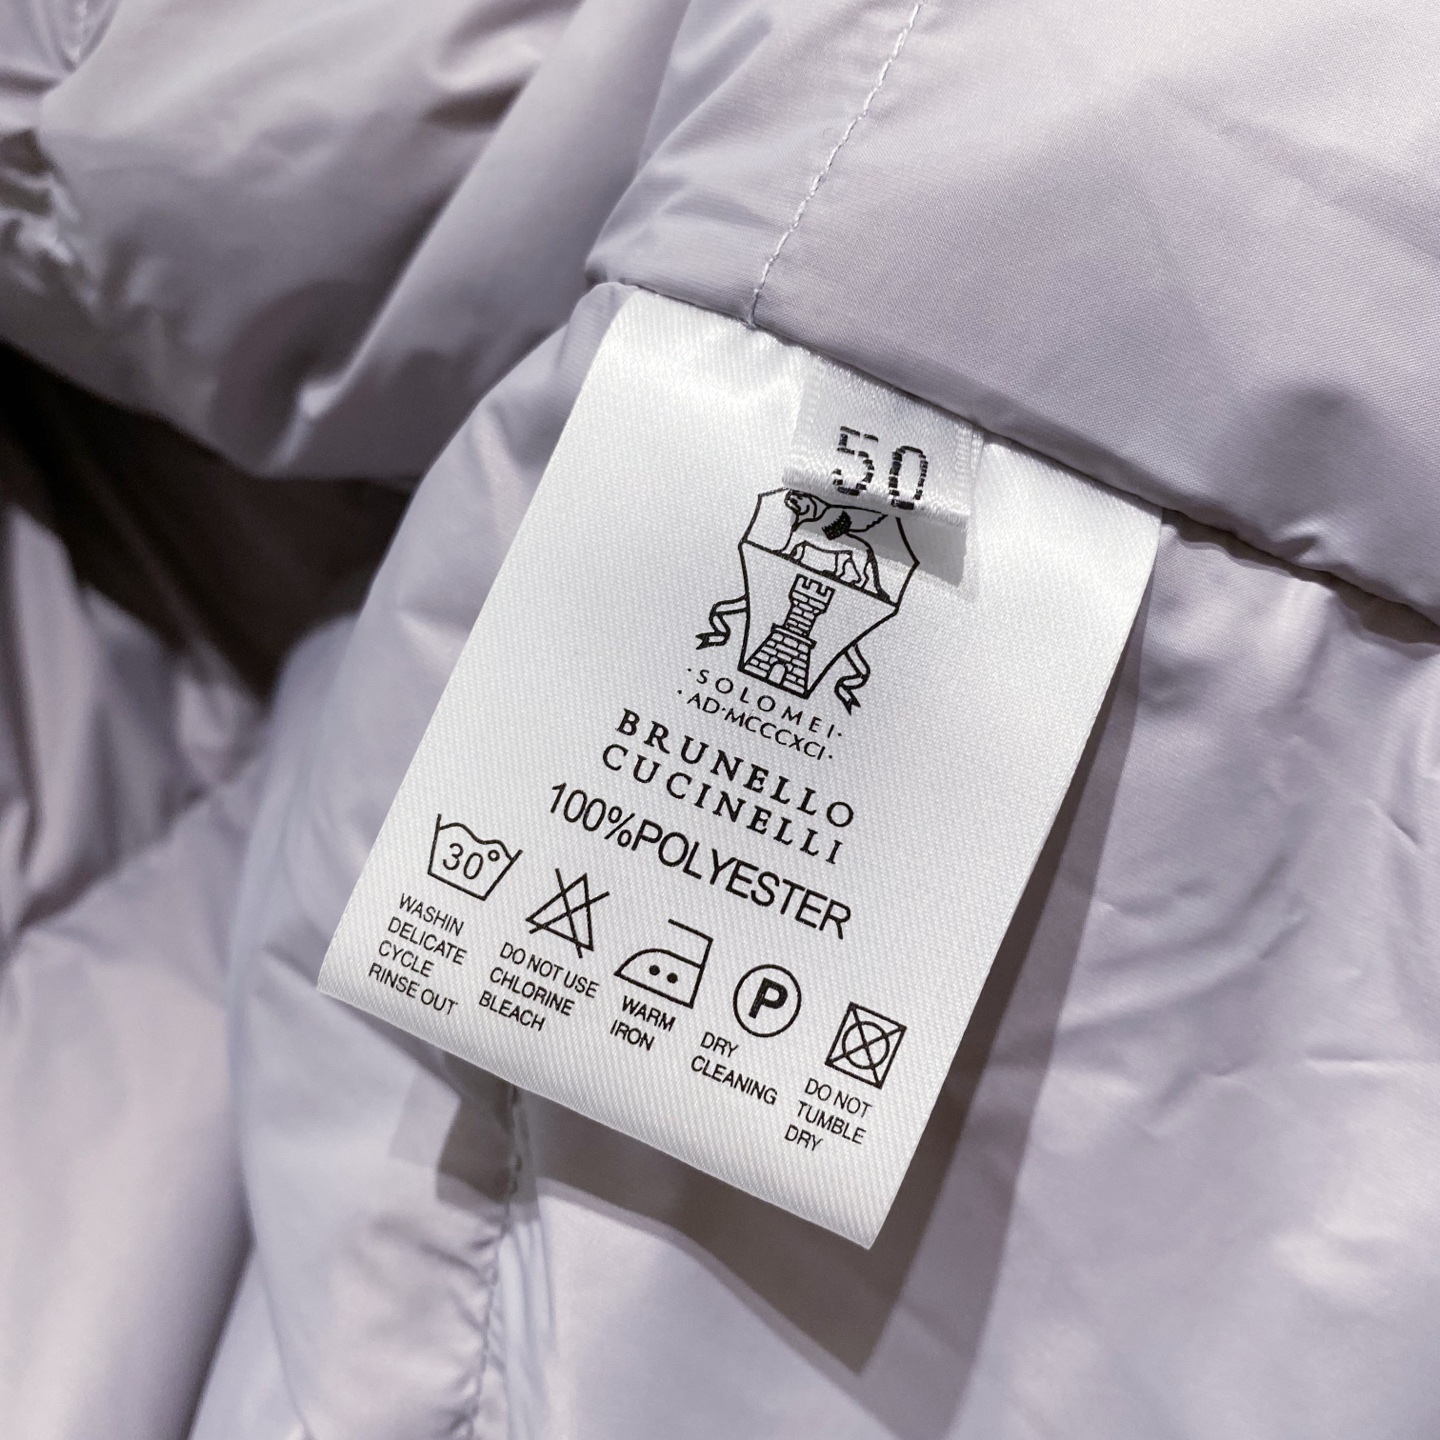 50
·SOLOMEI·
·AD·MCCCXCI·
BRUNELLO
CUCINELLI
100%POLYESTER
30°
WASHIN
DELICATE
CYCLE
RINSE OUT
DO NOT USE
CHLORINE
BLEACH
WARM
IRON
P
DRY
CLEANING
DO NOT
TUMBLE
DRY